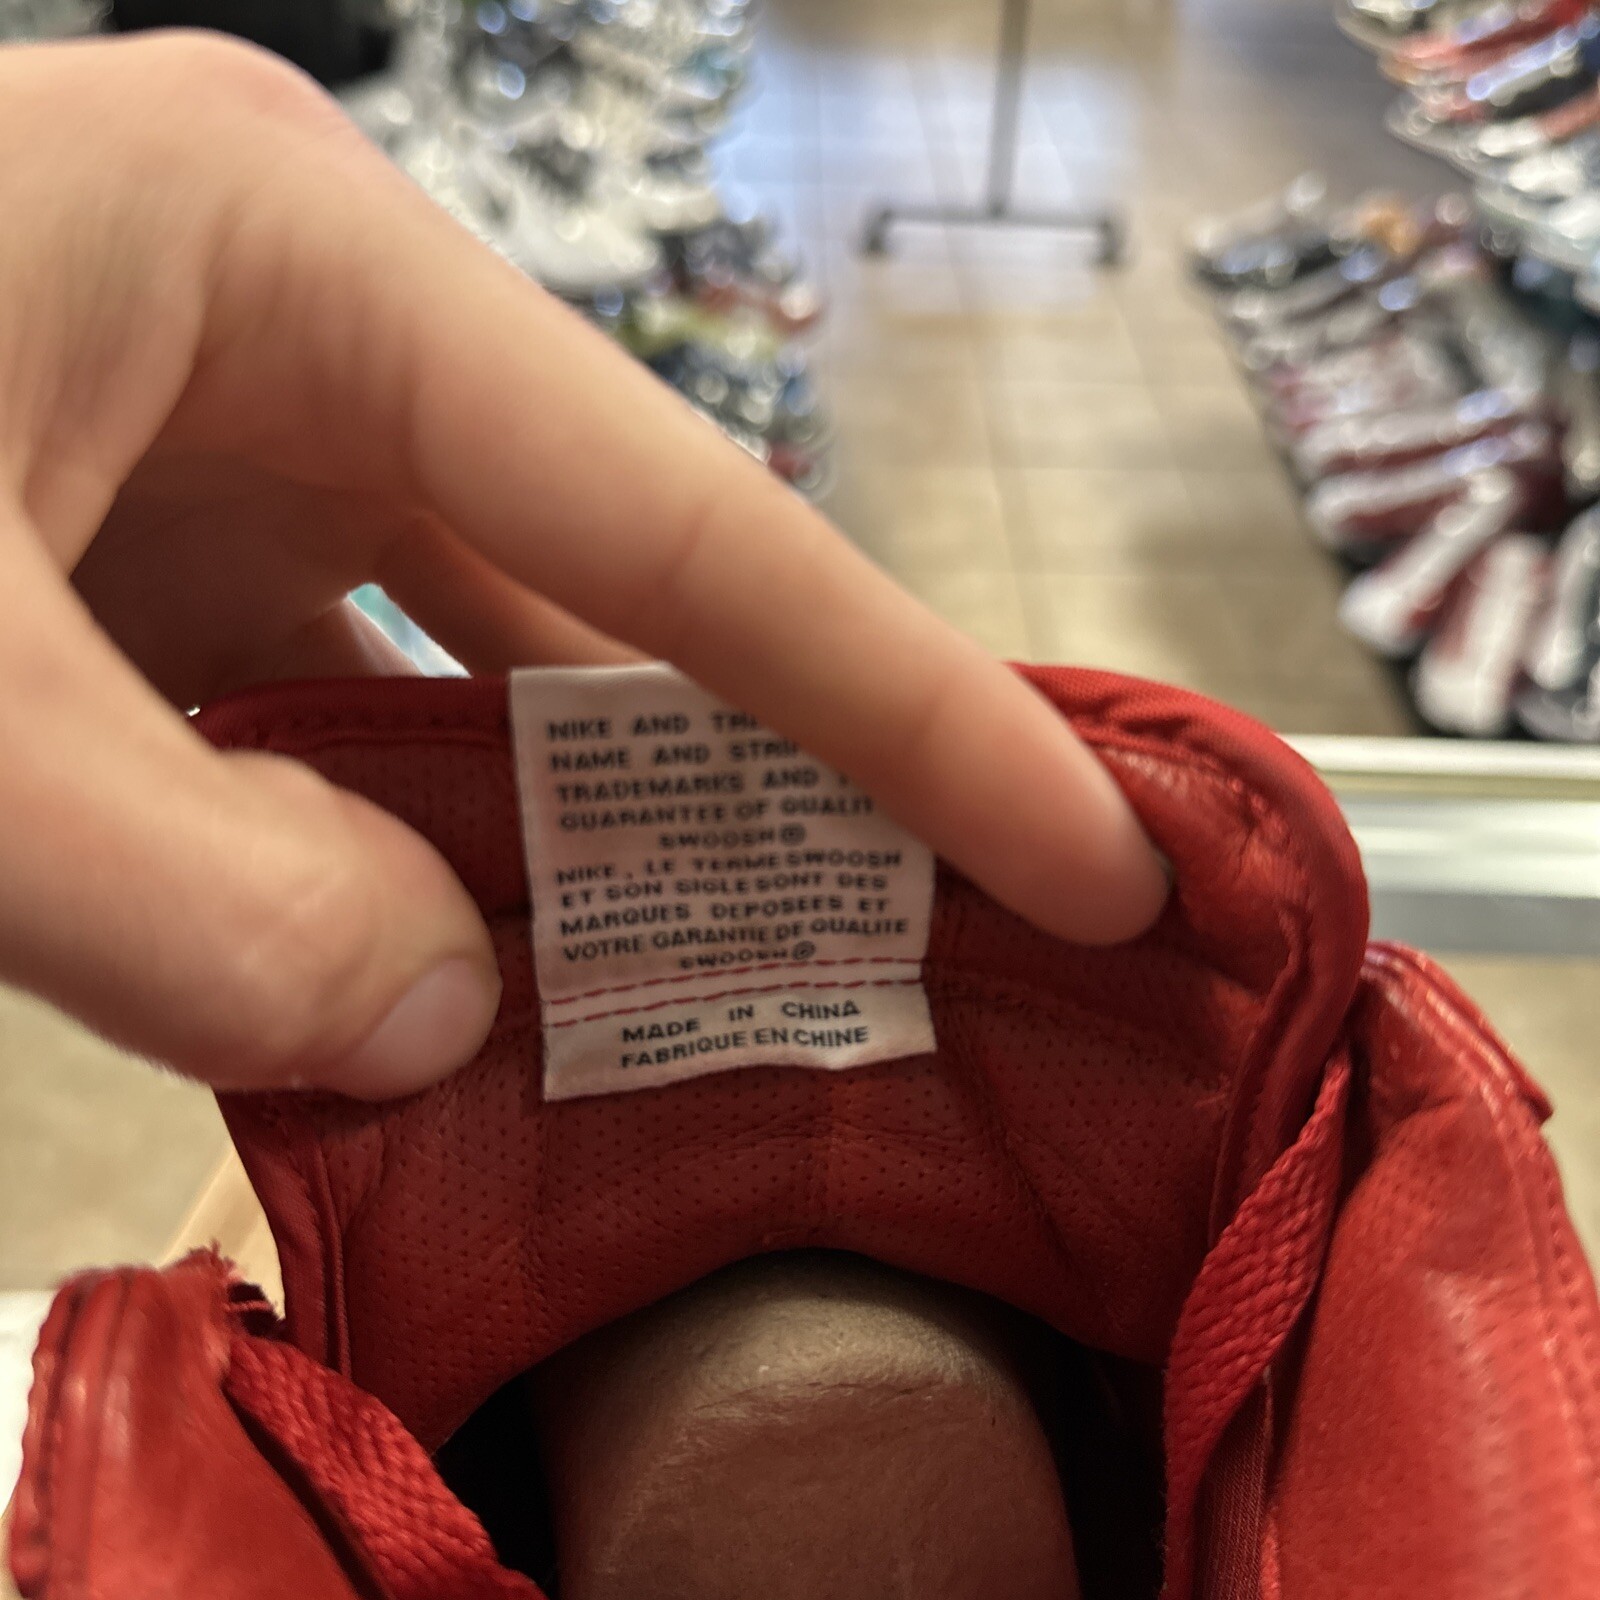 NIKE AND
NAME AND
TRADEMARKS AND
GUARANTEE OF
SWOOSH®
NIKE, LE TERME SWOOSH
ET SON SIGLE SONT DES
MARQUES DEPOSEES ET
VOTRE GARANTIE DE QUALITE
SWOOSH®
MADE IN CHINA
FABRIQUE EN CHINE